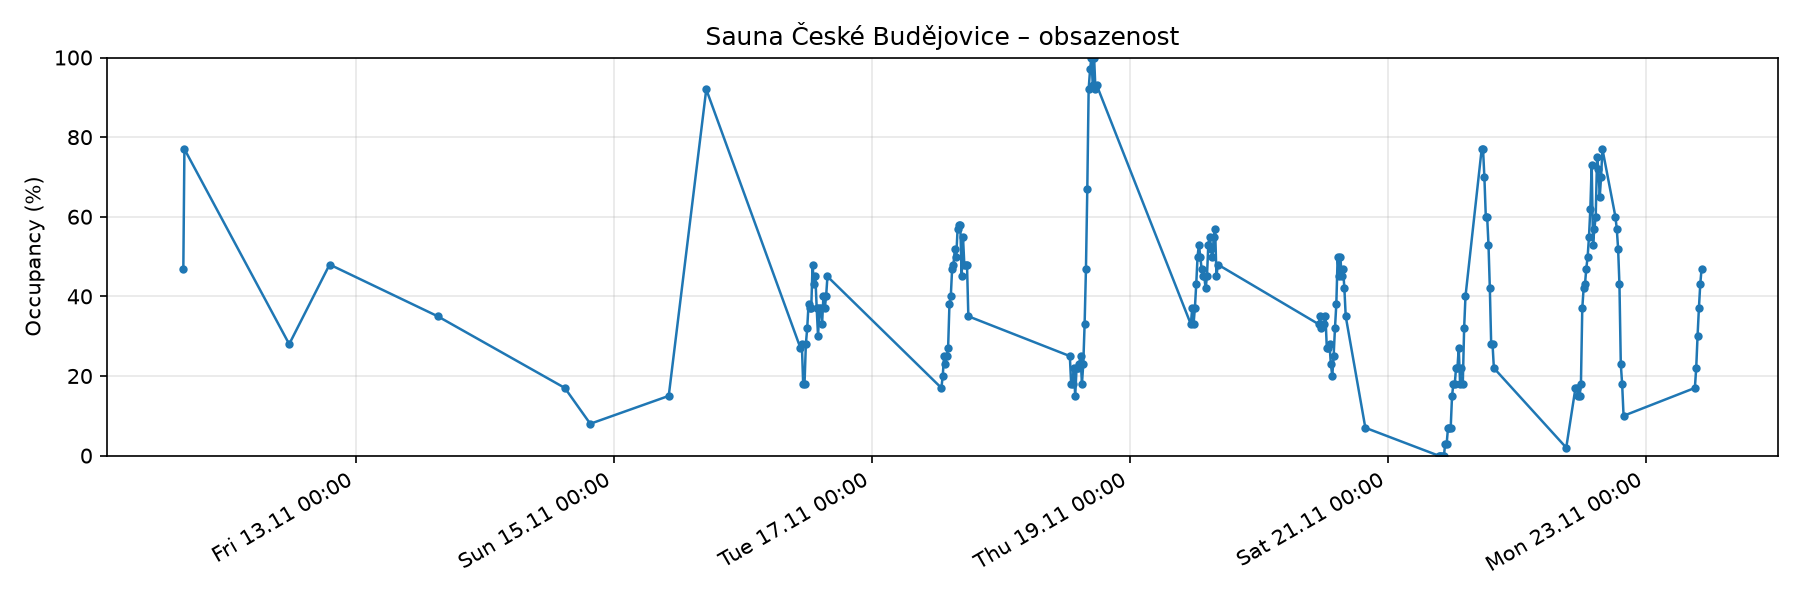 Sauna České Budějovice – obsazenost
Occupancy (%)
100
80
60
40
20
0
Fri 13.11 00:00
Sun 15.11 00:00
Tue 17.11 00:00
Thu 19.11 00:00
Sat 21.11 00:00
Mon 23.11 00:00